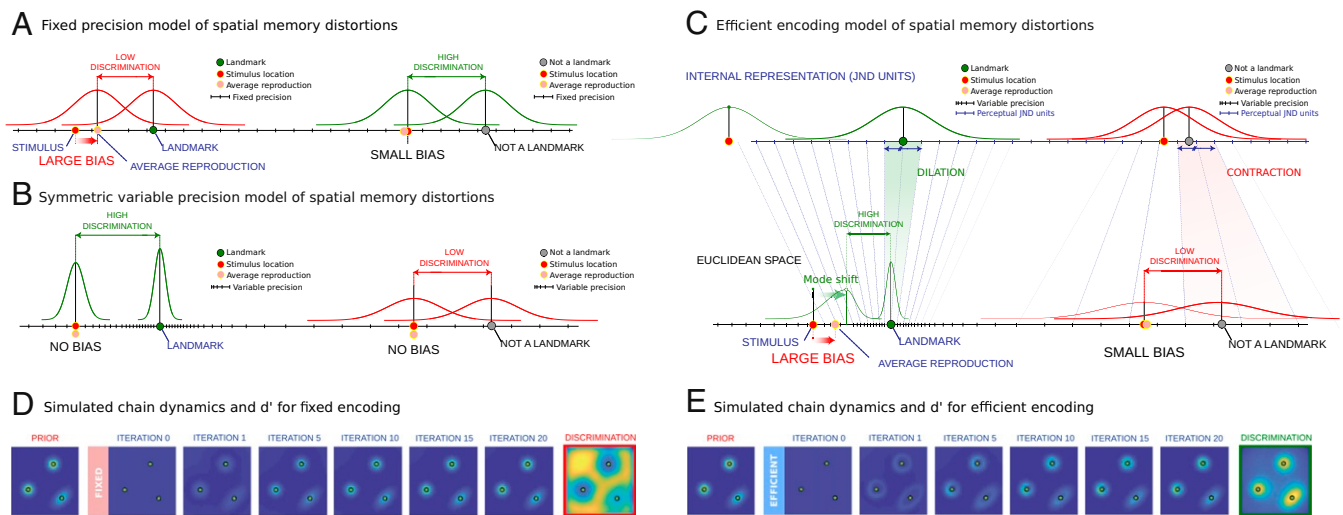 A Fixed precision model of spatial memory distortions
LOW
DISCRIMINATION
HIGH
DISCRIMINATION
Landmark
Stimulus location
Average reproduction
Fixed precision
Not a landmark
Stimulus location
Average reproduction
Fixed precision
STIMULUS
LANDMARK
LARGE BIAS
AVERAGE REPRODUCTION
SMALL BIAS
NOT A LANDMARK
B Symmetric variable precision model of spatial memory distortions
HIGH
DISCRIMINATION
LOW
DISCRIMINATION
Landmark
Stimulus location
Average reproduction
Variable precision
Not a landmark
Stimulus location
Average reproduction
Variable precision
NO BIAS
LANDMARK
NO BIAS
NOT A LANDMARK
C Efficient encoding model of spatial memory distortions
INTERNAL REPRESENTATION (JND UNITS)
Landmark
Stimulus location
Average reproduction
Variable precision
Perceptual JND units
Not a landmark
Stimulus location
Average reproduction
Variable precision
Perceptual JND units
DILATION
CONTRACTION
HIGH
DISCRIMINATION
LOW
DISCRIMINATION
EUCLIDEAN SPACE
Mode shift
STIMULUS
LANDMARK
LARGE BIAS
AVERAGE REPRODUCTION
SMALL BIAS
NOT A LANDMARK
D Simulated chain dynamics and d' for fixed encoding
PRIOR
FIXED
ITERATION 0
ITERATION 1
ITERATION 5
ITERATION 10
ITERATION 15
ITERATION 20
DISCRIMINATION
E Simulated chain dynamics and d' for efficient encoding
PRIOR
EFFICIENT
ITERATION 0
ITERATION 1
ITERATION 5
ITERATION 10
ITERATION 15
ITERATION 20
DISCRIMINATION